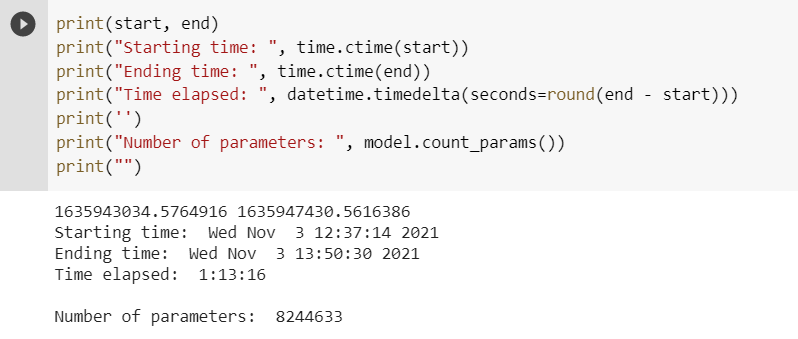 print(start, end)
print("Starting time: ", time.ctime(start))
print("Ending time: ", time.ctime(end))
print("Time elapsed: ", datetime.timedelta(seconds=round(end - start)))
print('')
print("Number of parameters: ", model.count_params())
print("")
1635943034.5764916 1635947430.5616386
Starting time:  Wed Nov  3 12:37:14 2021
Ending time:  Wed Nov  3 13:50:30 2021
Time elapsed:  1:13:16
Number of parameters:  8244633